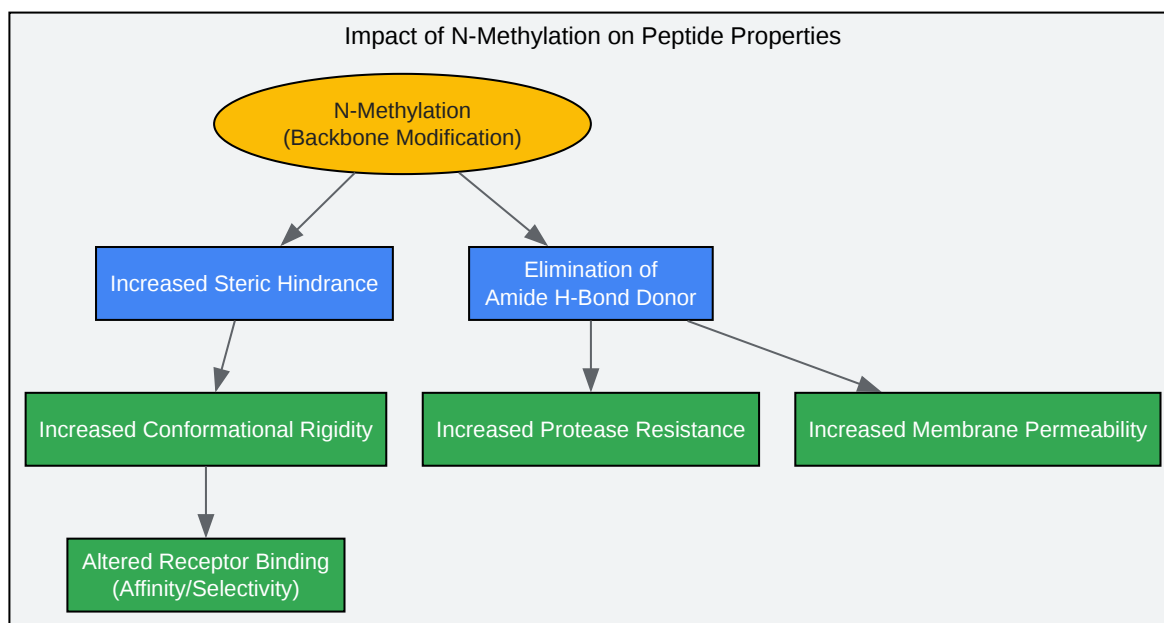 Impact of N-Methylation on Peptide Properties
N-Methylation
(Backbone Modification)
Increased Steric Hindrance
Elimination of
Amide H-Bond Donor
Increased Conformational Rigidity
Increased Protease Resistance
Increased Membrane Permeability
Altered Receptor Binding
(Affinity/Selectivity)